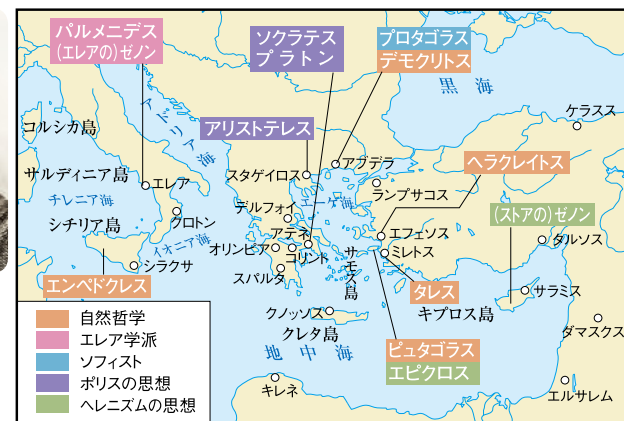 パルメニデス
(エレアの)ゼノン
ソクラテス
プラトン
プロタゴラス
デモクリトス
黒海
ケラスス
アドリア海
コルシカ島
アリストテレス
アブデラ
ヘラクレイトス
サルディニア島
エレア
スタゲイロス
ランプサコス
チレニア海
エーゲ海
(ストアの)ゼノン
シチリア島
クロトン
デルフォイ
エフェソス
イオニア海
アテネ
タルソス
オリンピア
コリント
サモス島
ミレトス
シラクサ
スパルタ
エンペドクレス
タレス
サラミス
キプロス島
クノッソス
クレタ島
ダマスクス
地中海
ピュタゴラス
エピクロス
キレネ
エルサレム
自然哲学
エレア学派
ソフィスト
ポリスの思想
ヘレニズムの思想